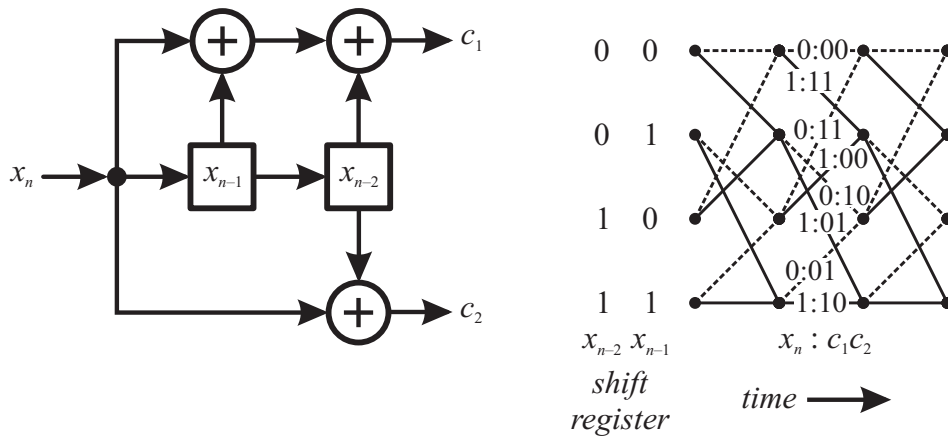 c₁
xₙ
xₙ₋₁
xₙ₋₂
c₂
0 0
0 1
1 0
1 1
xₙ₋₂ xₙ₋₁
shift
register
0:00
1:11
0:11
1:00
0:10
1:01
0:01
1:10
xₙ : c₁c₂
time